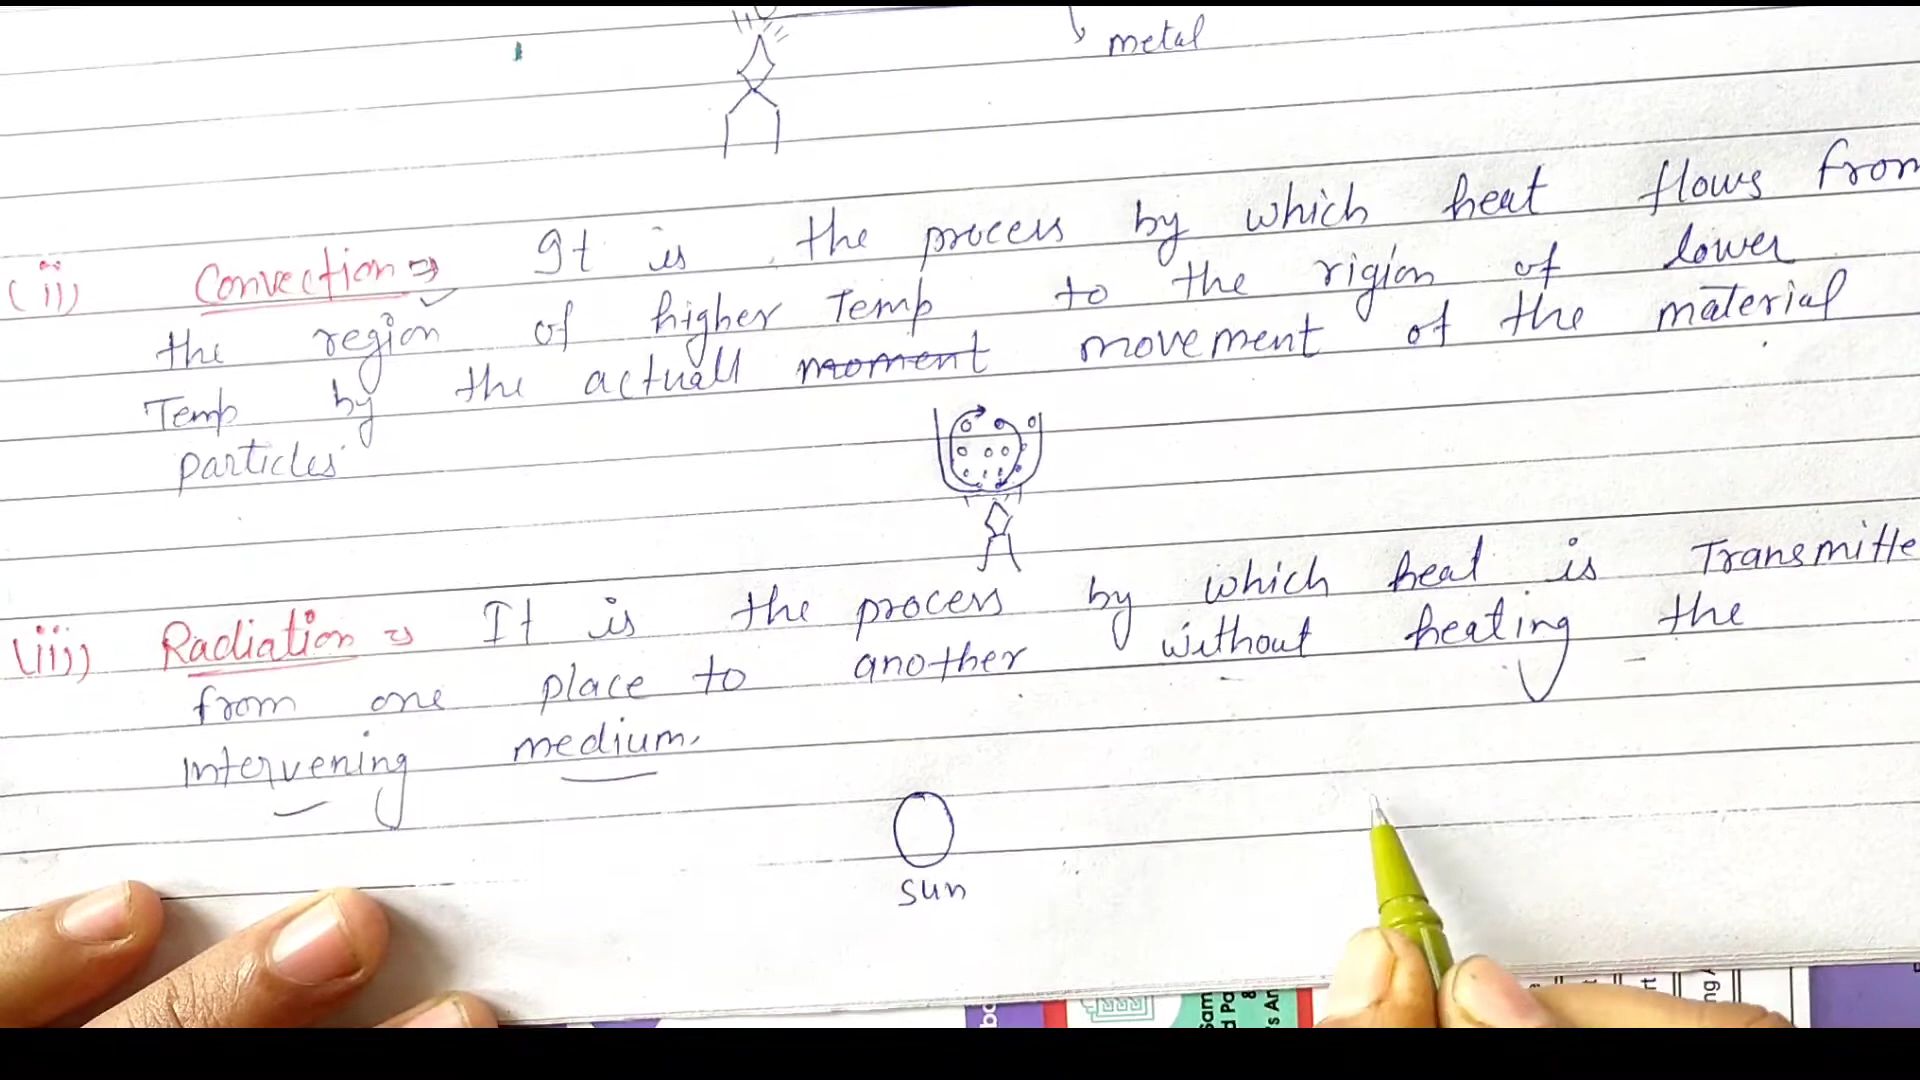 metal
(ii) Convection ⇒ It is the process by which heat flows from
the region of higher Temp to the rigion of lower
Temp by the actuall moment movement of the material
particles
(iii) Radiation ⇒ It is the process by which heat is Transmitte
from one place to another without heating the
intervening medium.
sun